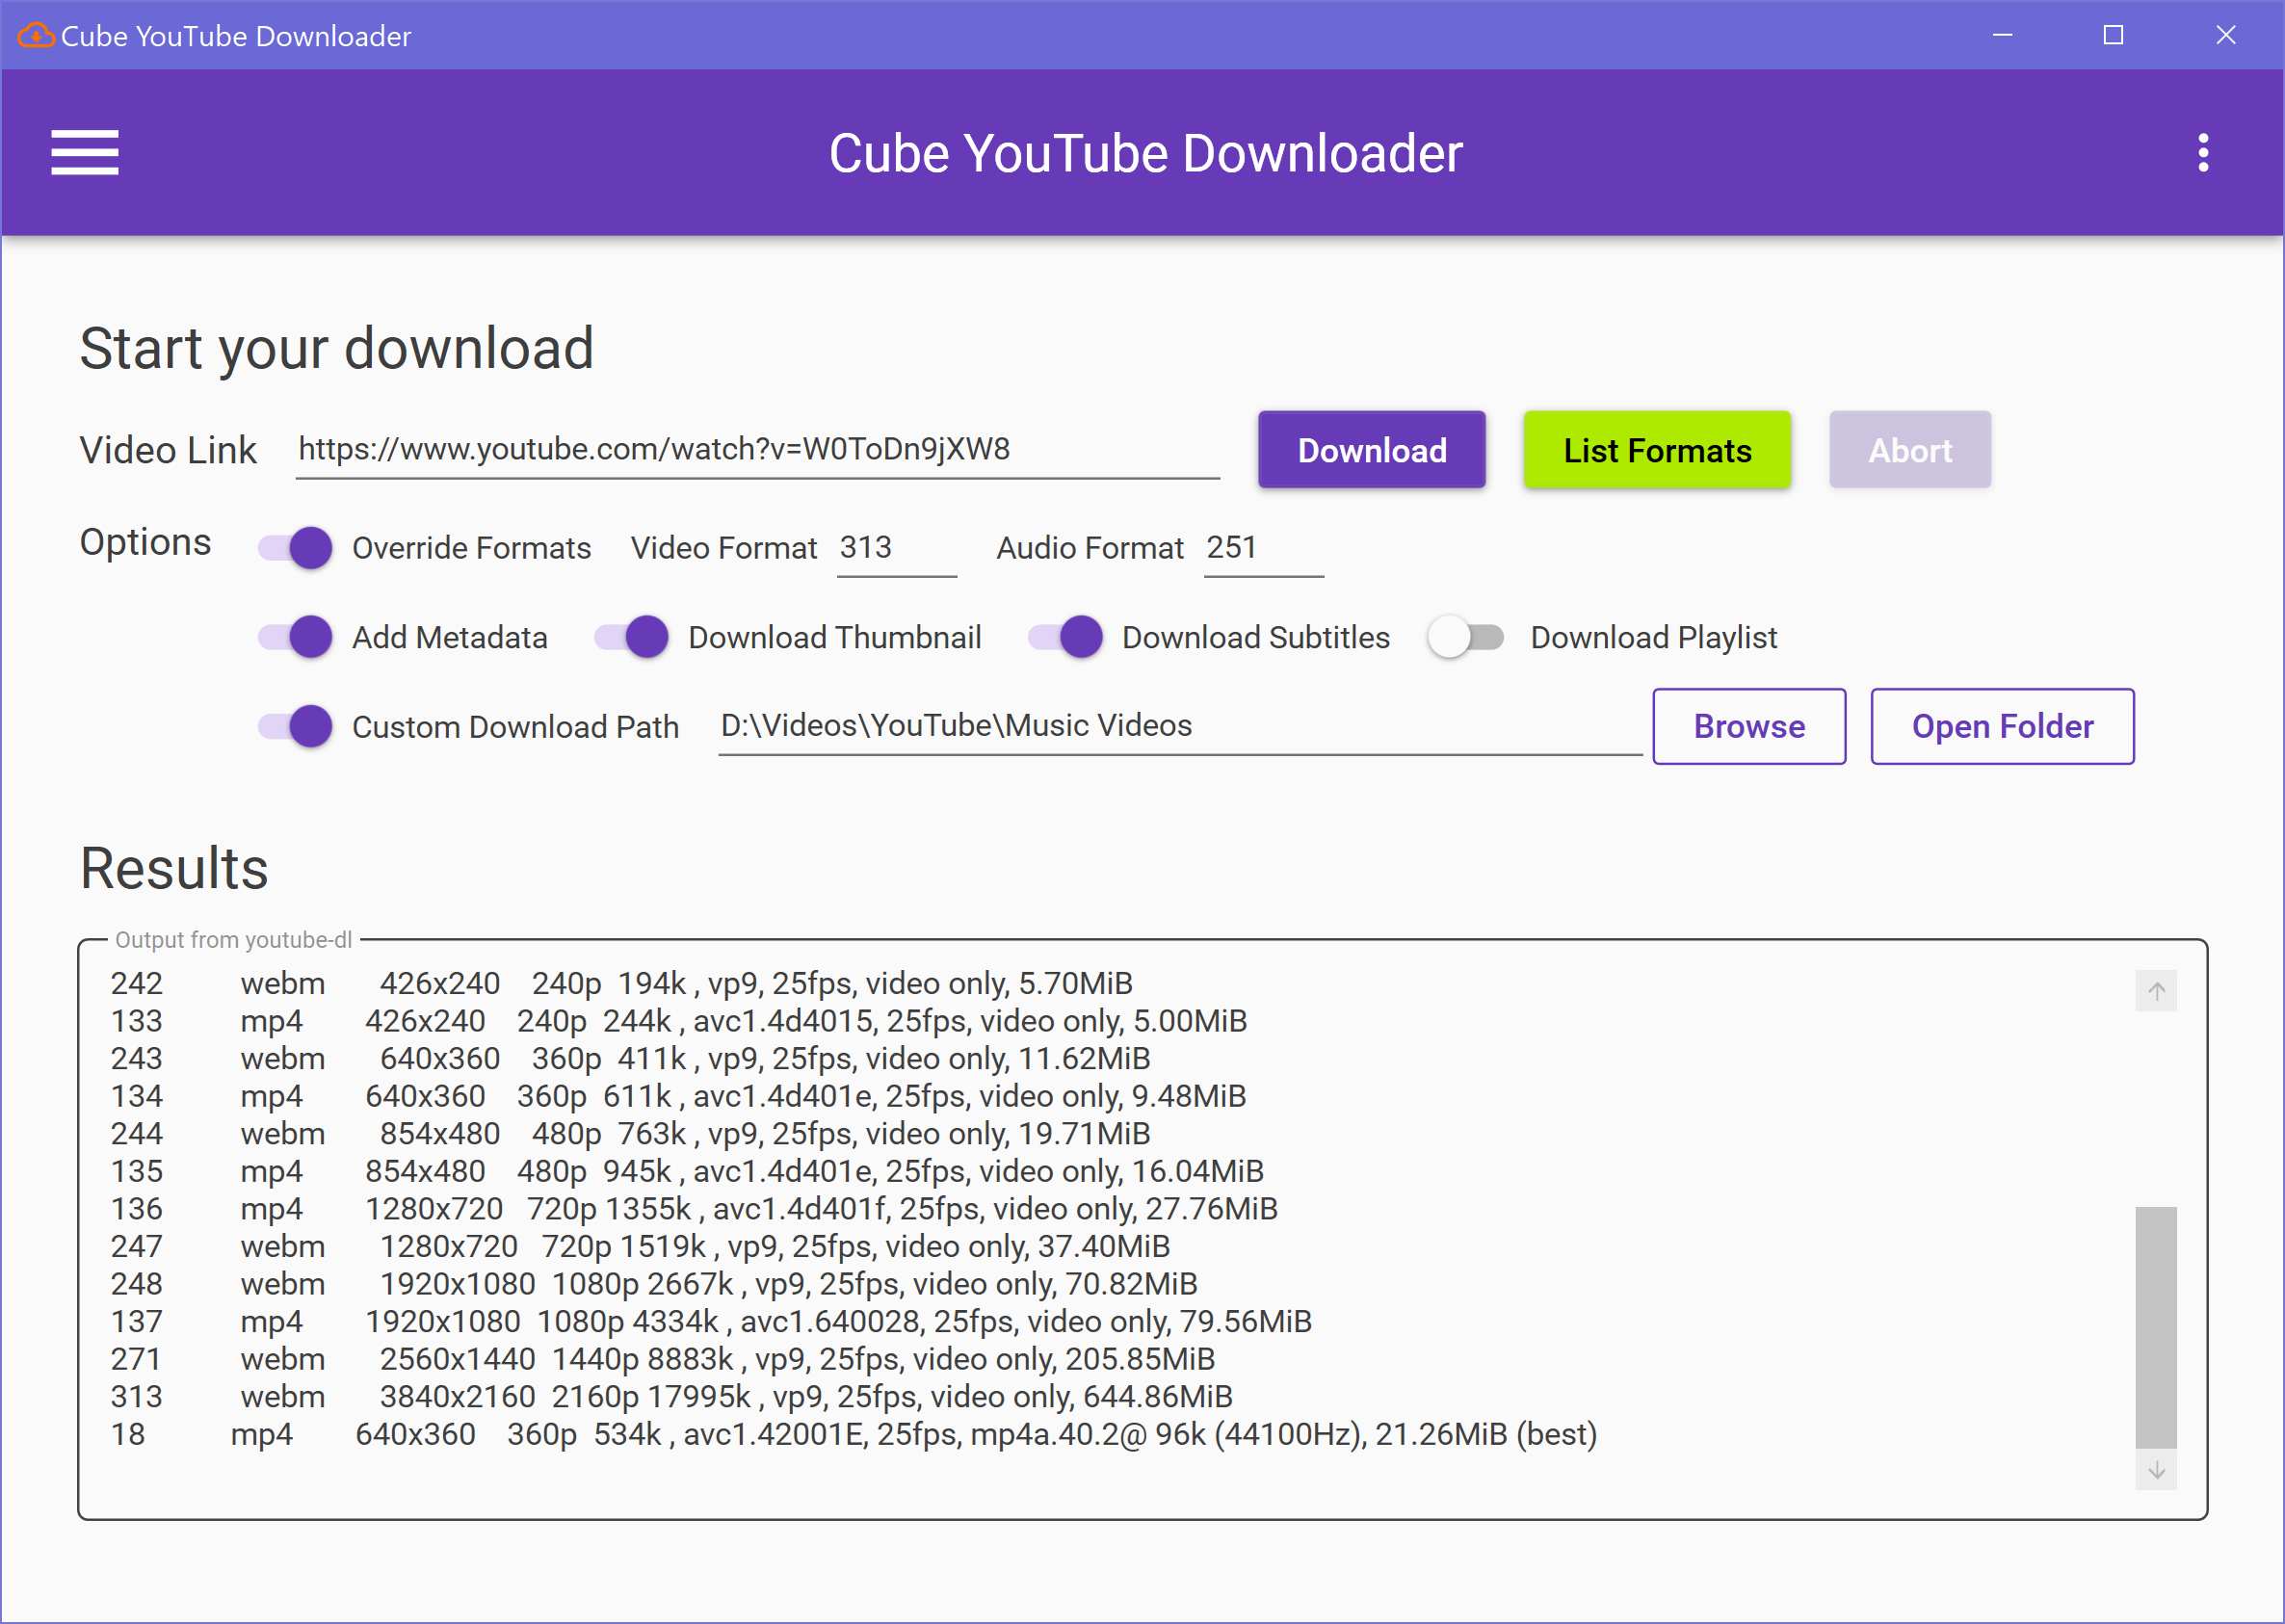 Cube YouTube Downloader
Cube YouTube Downloader
Start your download
Video Link https://www.youtube.com/watch?v=W0ToDn9jXW8 Download List Formats Abort
Options Override Formats Video Format 313 Audio Format 251
Add Metadata Download Thumbnail Download Subtitles Download Playlist
Custom Download Path D:\Videos\YouTube\Music Videos Browse Open Folder
Results
Output from youtube-dl
242 webm 426x240 240p 194k , vp9, 25fps, video only, 5.70MiB
133 mp4 426x240 240p 244k , avc1.4d4015, 25fps, video only, 5.00MiB
243 webm 640x360 360p 411k , vp9, 25fps, video only, 11.62MiB
134 mp4 640x360 360p 611k , avc1.4d401e, 25fps, video only, 9.48MiB
244 webm 854x480 480p 763k , vp9, 25fps, video only, 19.71MiB
135 mp4 854x480 480p 945k , avc1.4d401e, 25fps, video only, 16.04MiB
136 mp4 1280x720 720p 1355k , avc1.4d401f, 25fps, video only, 27.76MiB
247 webm 1280x720 720p 1519k , vp9, 25fps, video only, 37.40MiB
248 webm 1920x1080 1080p 2667k , vp9, 25fps, video only, 70.82MiB
137 mp4 1920x1080 1080p 4334k , avc1.640028, 25fps, video only, 79.56MiB
271 webm 2560x1440 1440p 8883k , vp9, 25fps, video only, 205.85MiB
313 webm 3840x2160 2160p 17995k , vp9, 25fps, video only, 644.86MiB
18 mp4 640x360 360p 534k , avc1.42001E, 25fps, mp4a.40.2@ 96k (44100Hz), 21.26MiB (best)